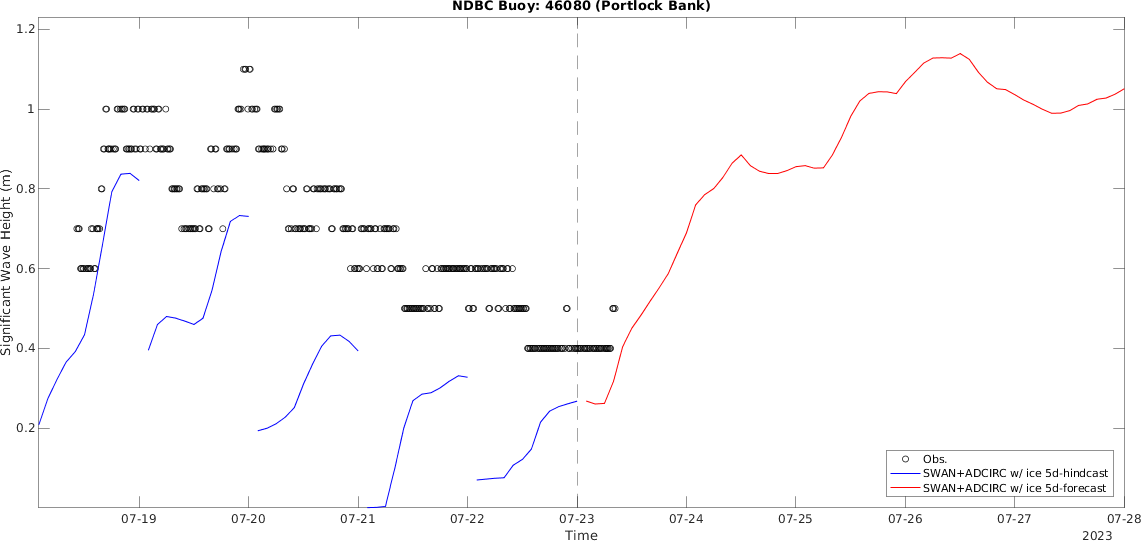 NDBC Buoy: 46080 (Portlock Bank)
1.2
1
0.8
0.6
0.4
0.2
Significant Wave Height (m)
Obs.
SWAN+ADCIRC w/ ice 5d-hindcast
SWAN+ADCIRC w/ ice 5d-forecast
07-19 07-20 07-21 07-22 07-23 07-24 07-25 07-26 07-27 07-28
Time
2023